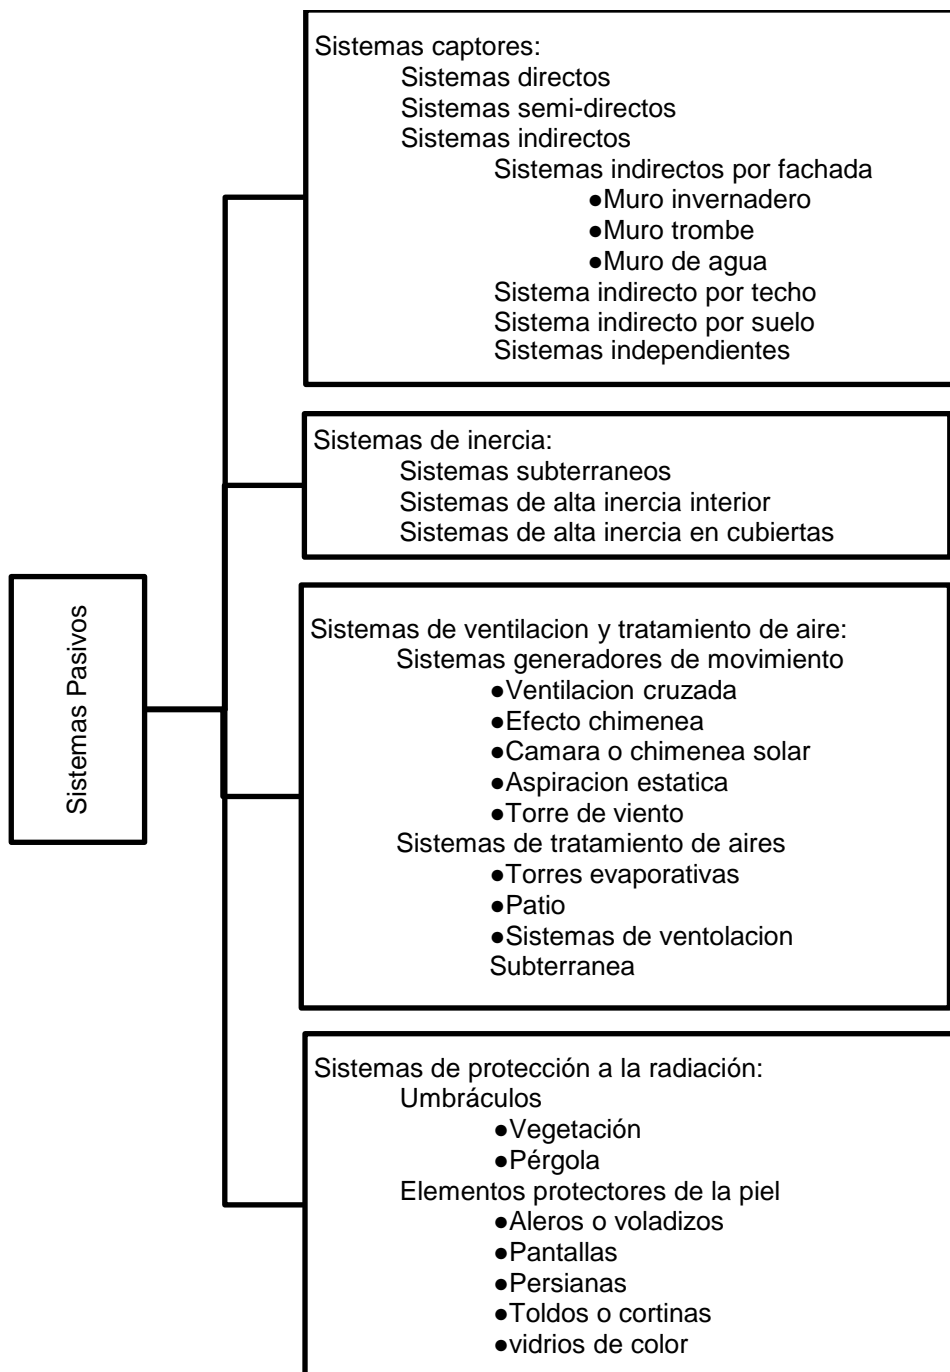 Sistemas captores:
Sistemas directos
Sistemas semi-directos
Sistemas indirectos
Sistemas indirectos por fachada
●Muro invernadero
●Muro trombe
●Muro de agua
Sistema indirecto por techo
Sistema indirecto por suelo
Sistemas independientes
Sistemas de inercia:
Sistemas subterraneos
Sistemas de alta inercia interior
Sistemas de alta inercia en cubiertas
Sistemas Pasivos
Sistemas de ventilacion y tratamiento de aire:
Sistemas generadores de movimiento
●Ventilacion cruzada
●Efecto chimenea
●Camara o chimenea solar
●Aspiracion estatica
●Torre de viento
Sistemas de tratamiento de aires
●Torres evaporativas
●Patio
●Sistemas de ventolacion
Subterranea
Sistemas de protección a la radiación:
Umbráculos
●Vegetación
●Pérgola
Elementos protectores de la piel
●Aleros o voladizos
●Pantallas
●Persianas
●Toldos o cortinas
●vidrios de color